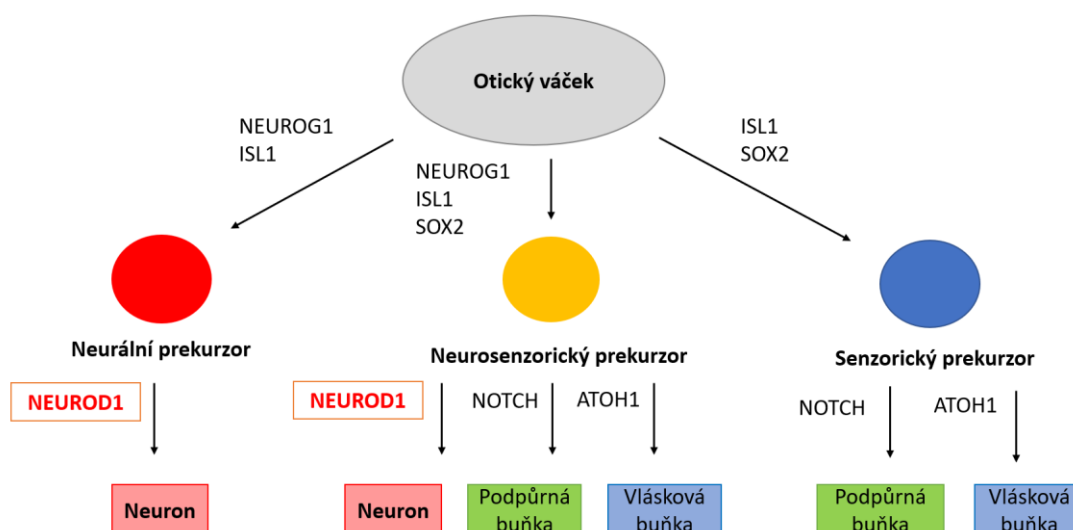 Otický váček
NEUROG1
ISL1
NEUROG1
ISL1
SOX2
ISL1
SOX2
Neurální prekurzor
Neurosenzorický prekurzor
Senzorický prekurzor
NEUROD1
NEUROD1
NOTCH
ATOH1
NOTCH
ATOH1
Neuron
Neuron
Podpůrná
buňka
Vlásková
buňka
Podpůrná
buňka
Vlásková
buňka